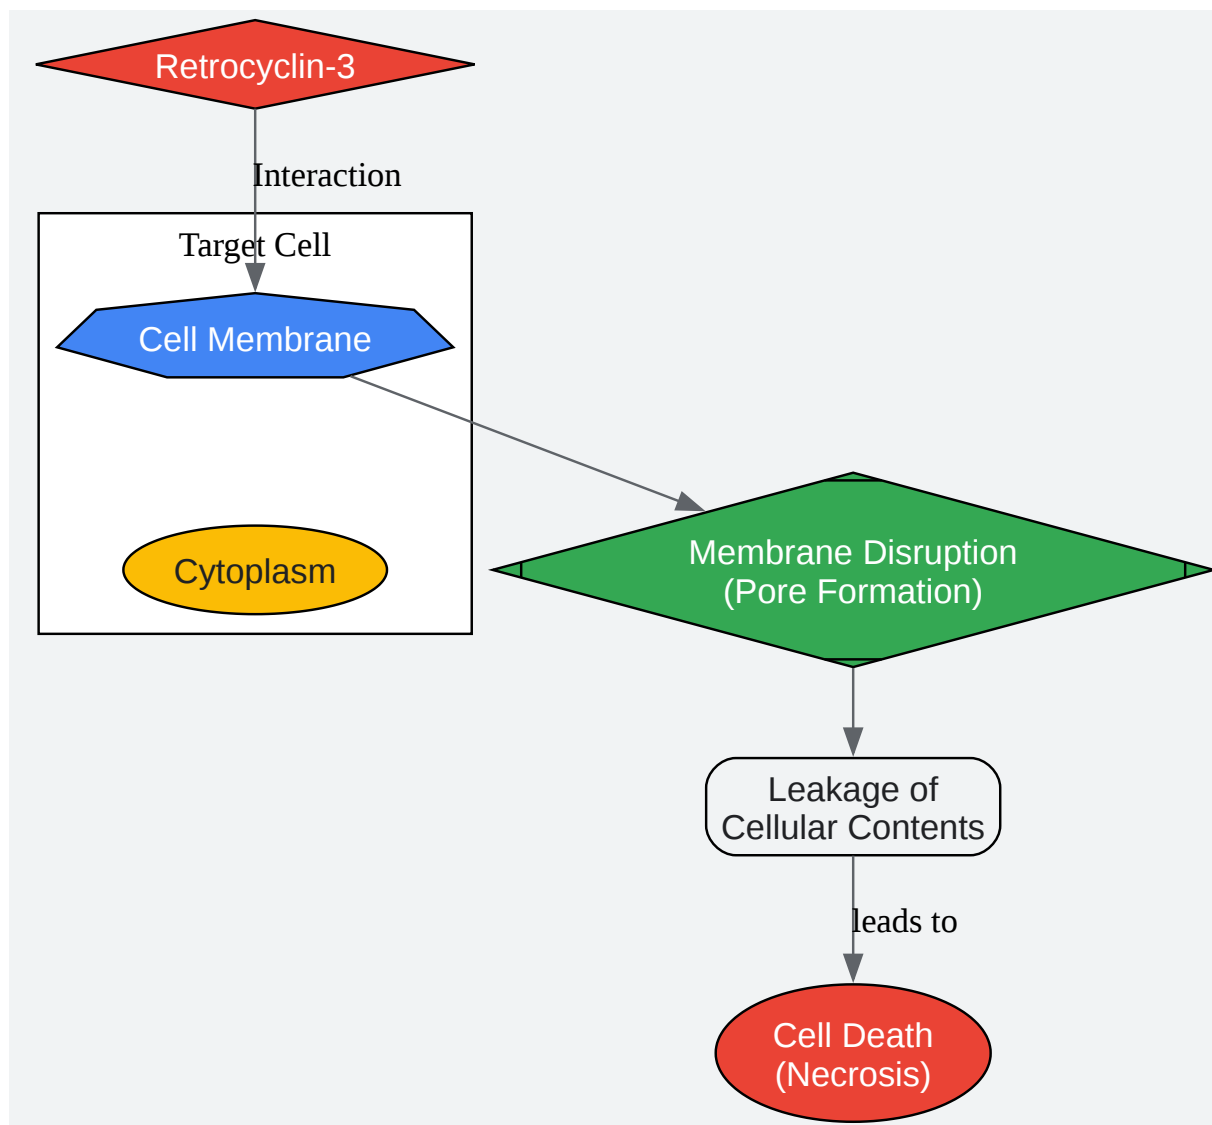 Retrocyclin-3
Interaction
Target Cell
Cell Membrane
Cytoplasm
Membrane Disruption
(Pore Formation)
Leakage of
Cellular Contents
leads to
Cell Death
(Necrosis)